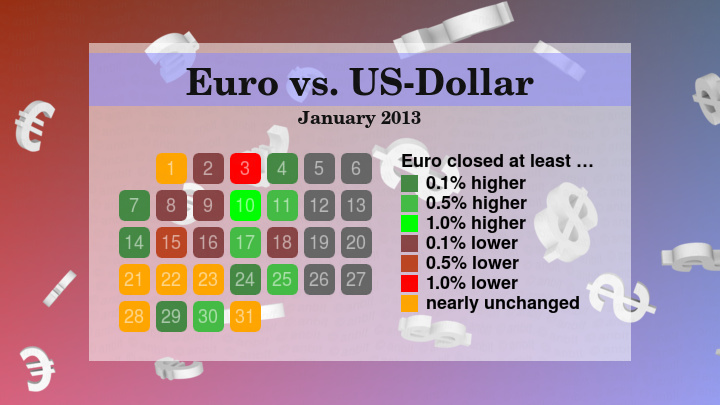 Euro vs. US-Dollar
January 2013
1 2 3 4 5 6
7 8 9 10 11 12 13
14 15 16 17 18 19 20
21 22 23 24 25 26 27
28 29 30 31
Euro closed at least …
0.1% higher
0.5% higher
1.0% higher
0.1% lower
0.5% lower
1.0% lower
nearly unchanged